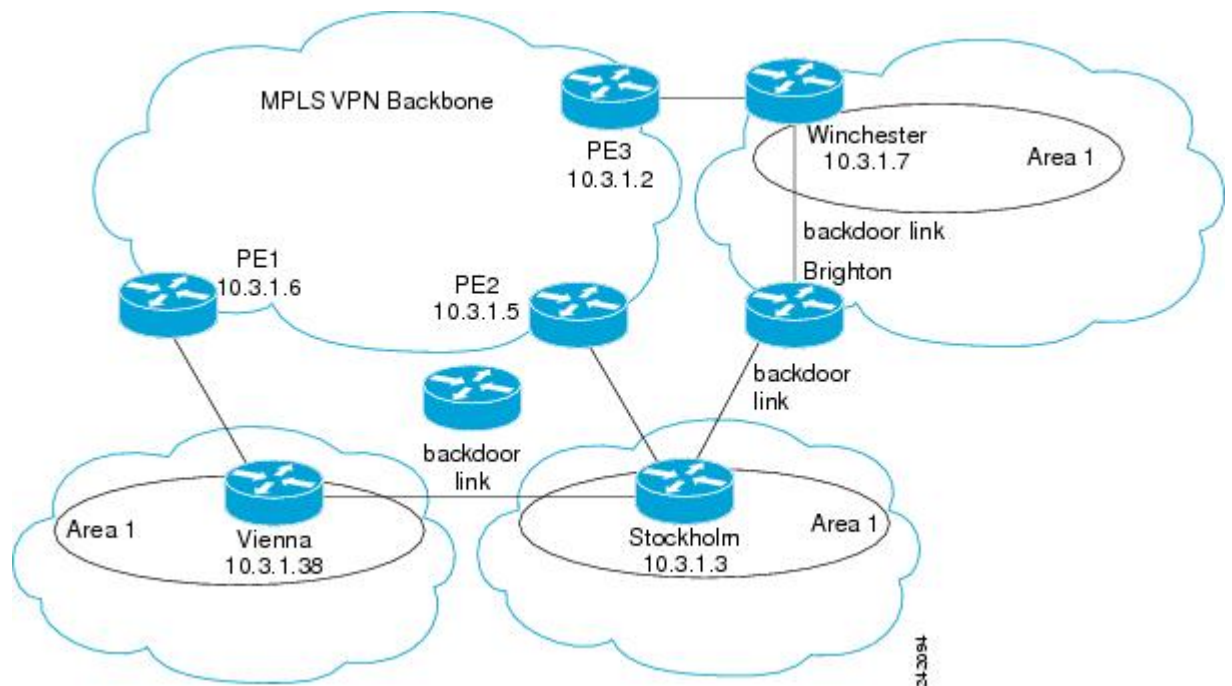 MPLS VPN Backbone
PE3
10.3.1.2
Winchester
10.3.1.7
Area 1
backdoor link
Brighton
PE1
10.3.1.6
PE2
10.3.1.5
backdoor
link
backdoor
link
Area 1
Vienna
10.3.1.38
Stockholm
10.3.1.3
Area 1